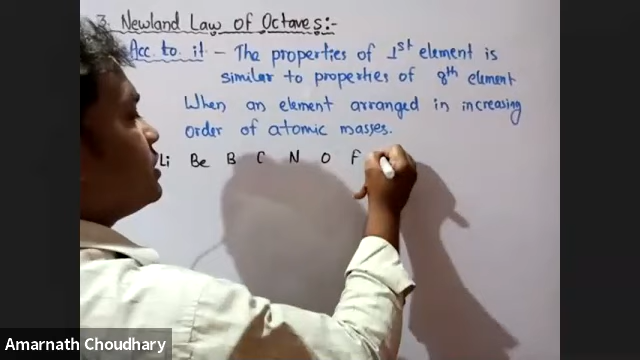 3. Newland Law of Octaves:-
Acc. to. it - The properties of 1st element is
similar to properties of 8th element
When an element arranged in increasing
order of atomic masses.
Li Be B C N O F
Amarnath Choudhary